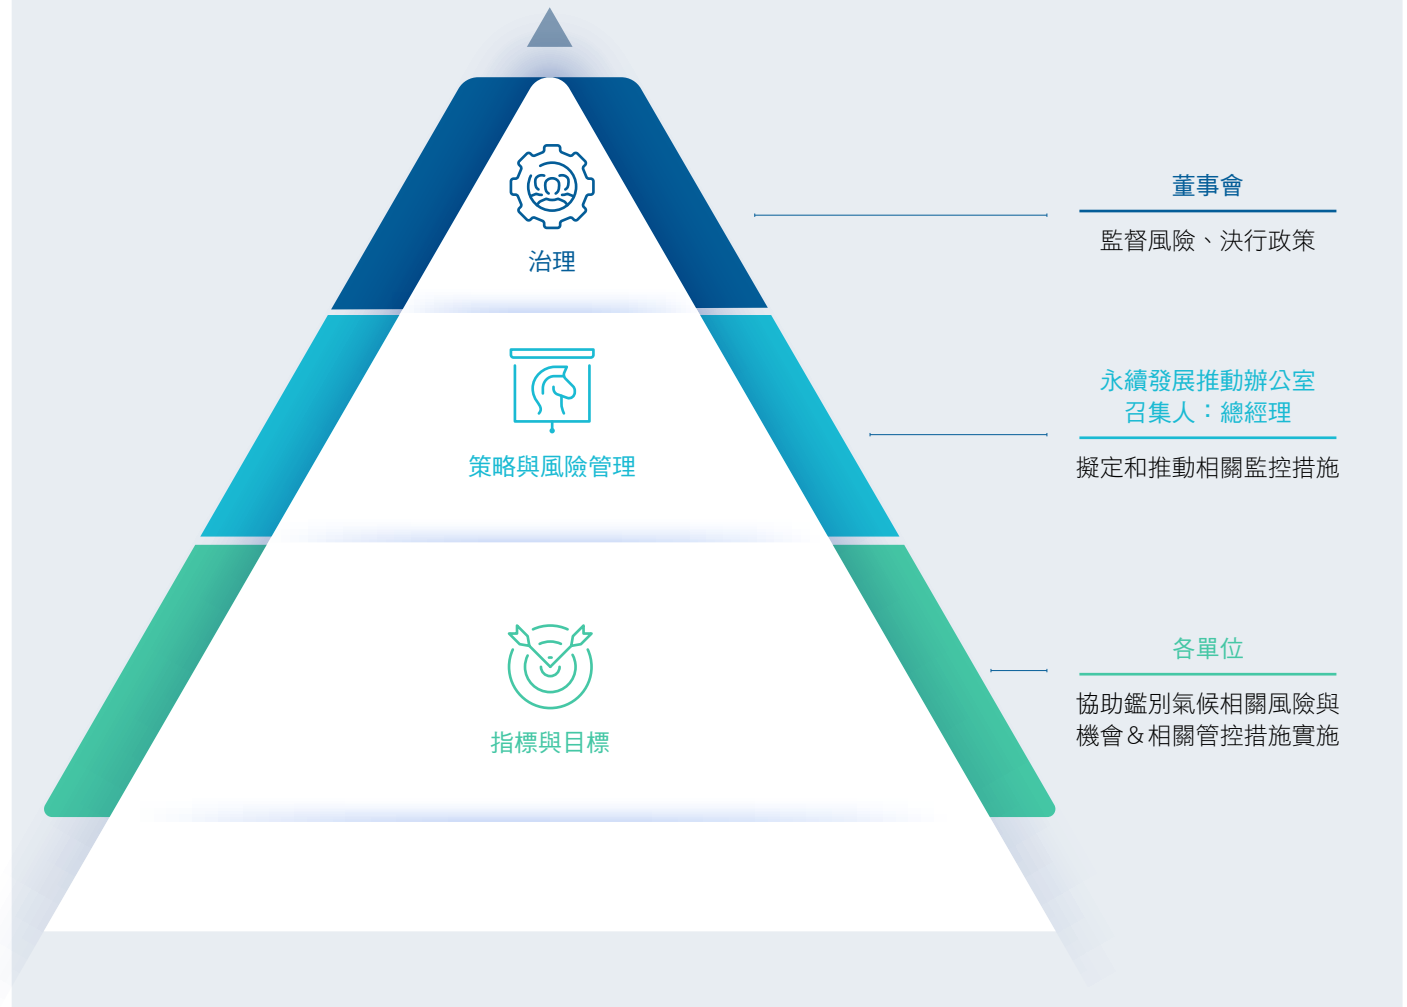 治理
董事會
監督風險、決行政策
策略與風險管理
永續發展推動辦公室
召集人：總經理
擬定和推動相關監控措施
指標與目標
各單位
協助鑑別氣候相關風險與
機會＆相關管控措施實施